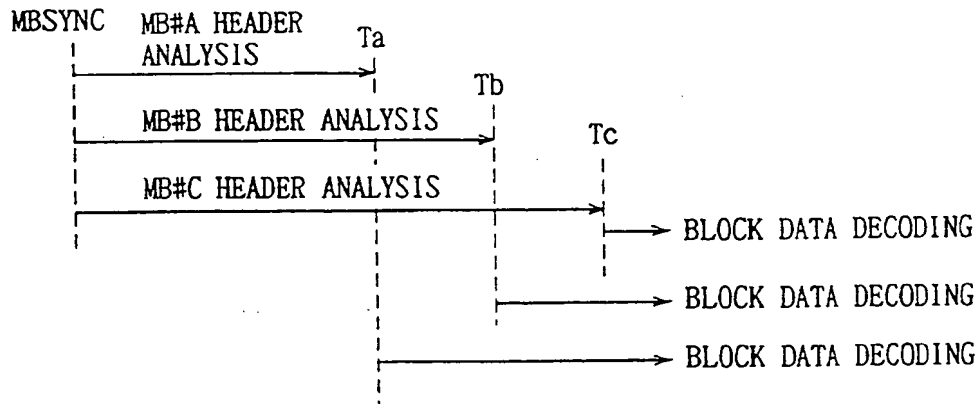 MBSYNC
MB#A HEADER
ANALYSIS
Ta
Tb
MB#B HEADER ANALYSIS
Tc
MB#C HEADER ANALYSIS
BLOCK DATA DECODING
BLOCK DATA DECODING
BLOCK DATA DECODING